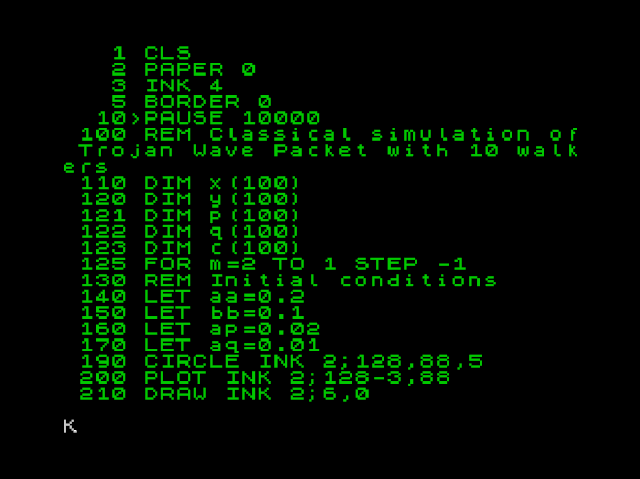 1 CLS
2 PAPER 0
3 INK 4
5 BORDER 0
10>PAUSE 10000
100 REM Classical simulation of
Trojan Wave Packet with 10 walk
ers
110 DIM x(100)
120 DIM y(100)
121 DIM p(100)
122 DIM q(100)
123 DIM c(100)
125 FOR m=2 TO 1 STEP -1
130 REM Initial conditions
140 LET aa=0.2
150 LET bb=0.1
160 LET ap=0.02
170 LET aq=0.01
190 CIRCLE INK 2;128,88,5
200 PLOT INK 2;128-3,88
210 DRAW INK 2;6,0
K